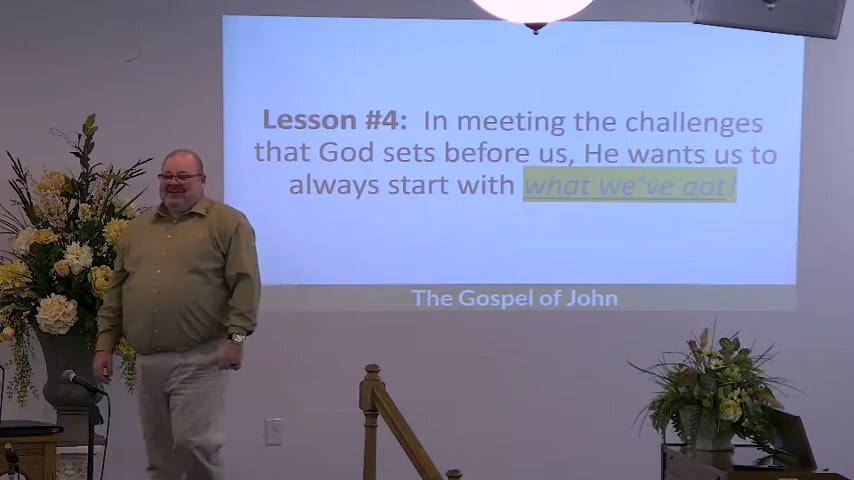 Lesson #4: In meeting the challenges
that God sets before us, He wants us to
always start with what we've got!
The Gospel of John